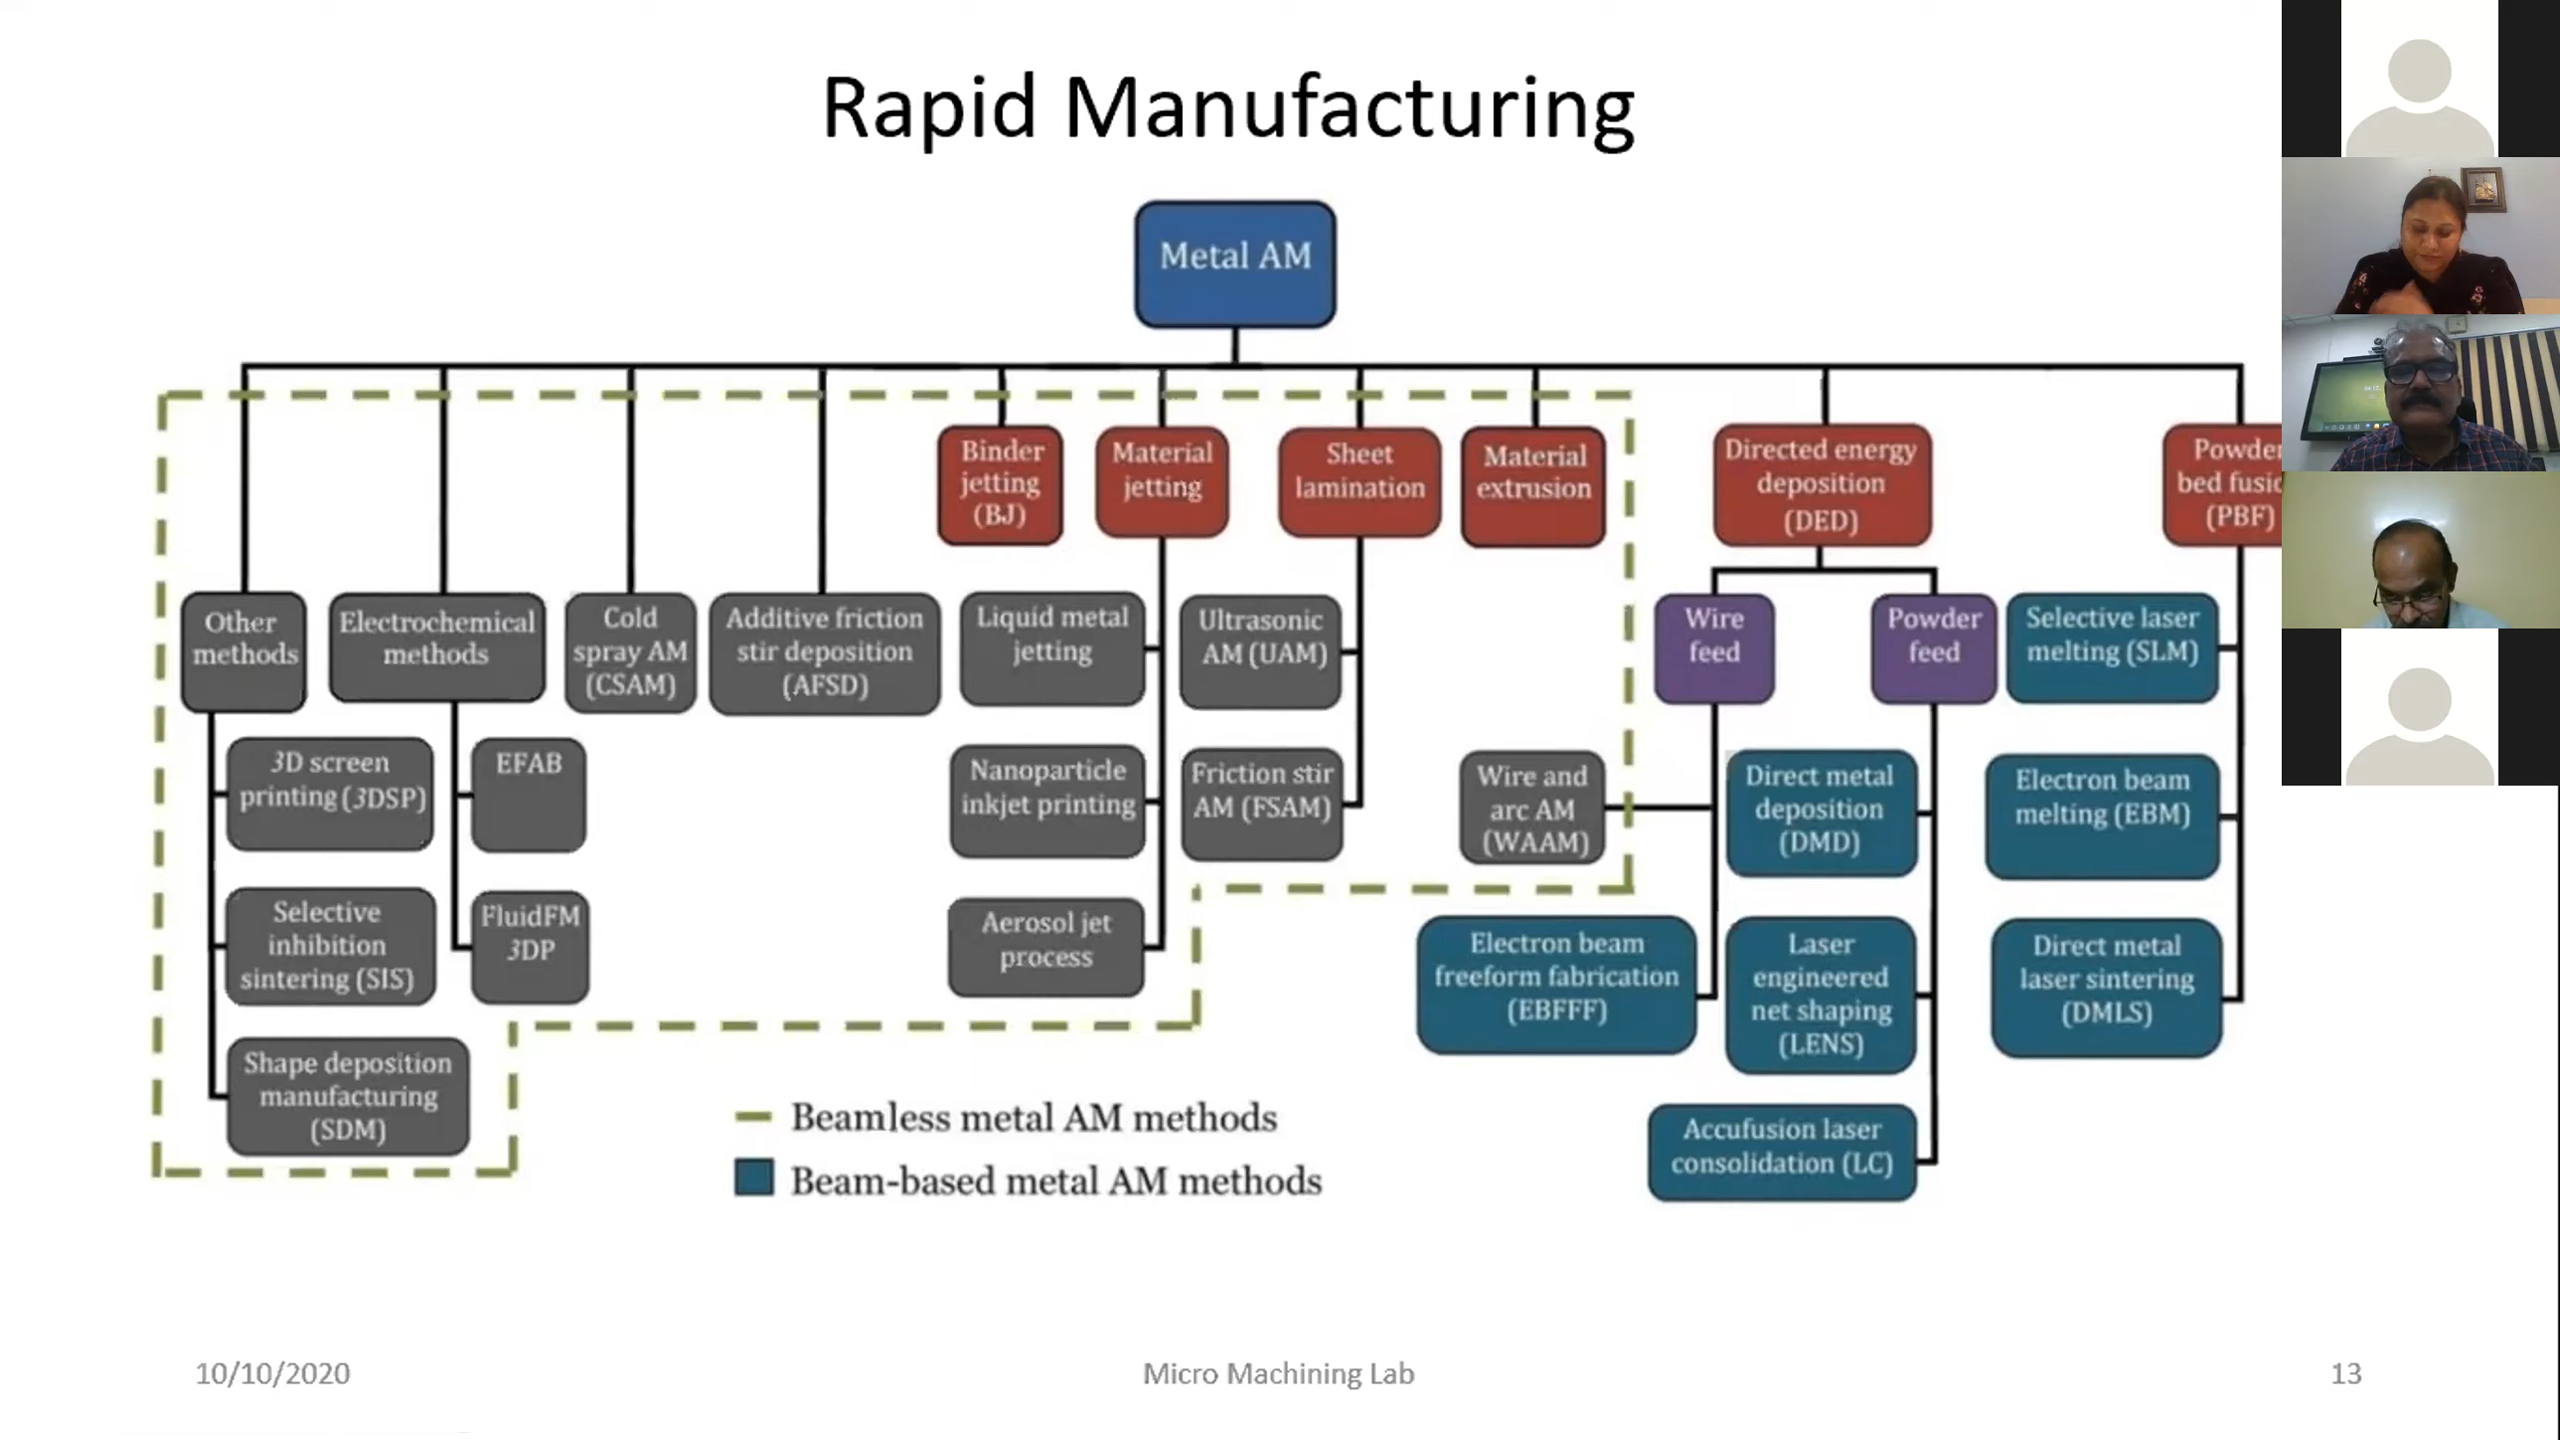 Rapid Manufacturing
Metal AM
Binder
jetting
(BJ)
Material
jetting
Sheet
lamination
Material
extrusion
Directed energy
deposition
(DED)
Powder
bed fusio
(PBF)
Other
methods
Electrochemical
methods
Cold
spray AM
(CSAM)
Additive friction
stir deposition
(AFSD)
Liquid metal
jetting
Ultrasonic
AM (UAM)
Wire
feed
Powder
feed
Selective laser
melting (SLM)
3D screen
printing (3DSP)
EFAB
Nanoparticle
inkjet printing
Friction stir
AM (FSAM)
Wire and
arc AM
(WAAM)
Direct metal
deposition
(DMD)
Electron beam
melting (EBM)
Selective
inhibition
sintering (SIS)
FluidFM
3DP
Aerosol jet
process
Electron beam
freeform fabrication
(EBFFF)
Laser
engineered
net shaping
(LENS)
Direct metal
laser sintering
(DMLS)
Shape deposition
manufacturing
(SDM)
Accufusion laser
consolidation (LC)
Beamless metal AM methods
Beam-based metal AM methods
10/10/2020
Micro Machining Lab
13